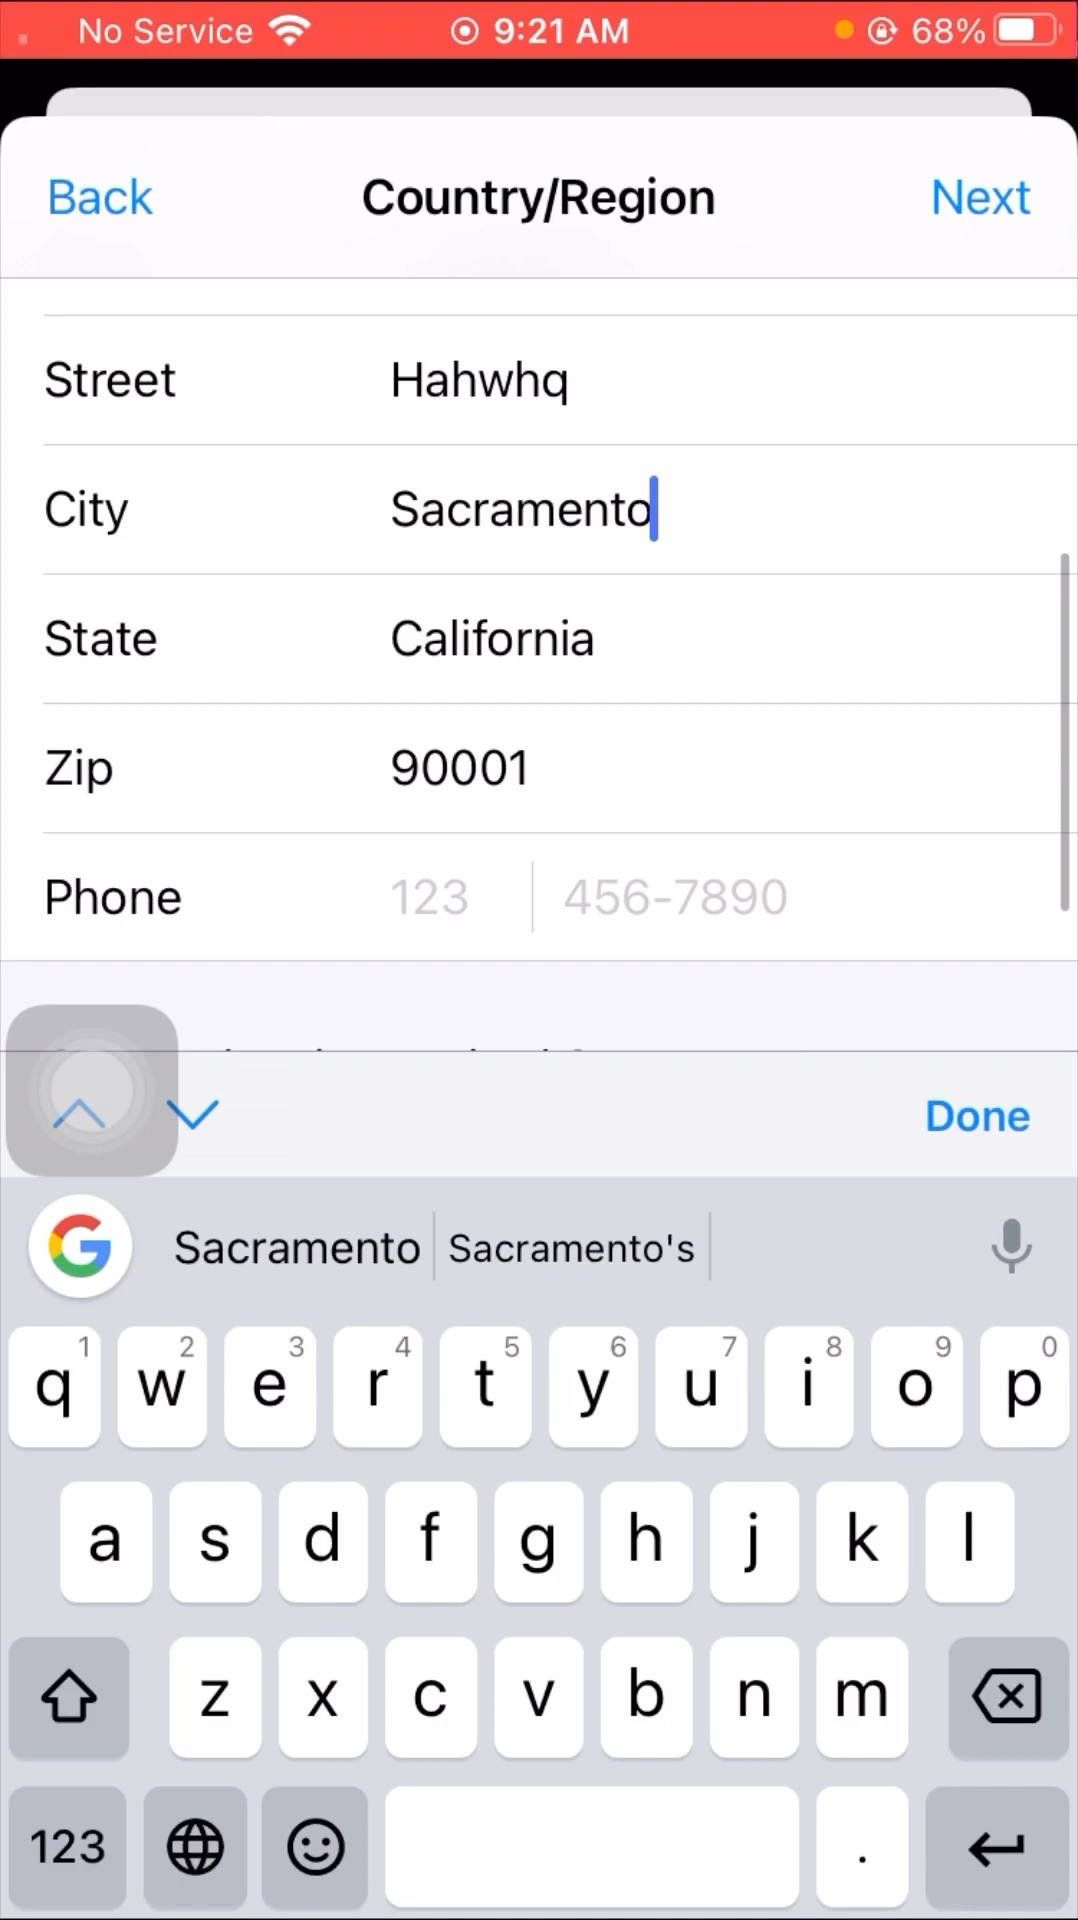 No Service 9:21 AM 68%
Back Country/Region Next
Street Hahwhq
City Sacramento
State California
Zip 90001
Phone 123 456-7890
Done
Sacramento Sacramento's
1 2 3 4 5 6 7 8 9 0
q w e r t y u i o p
a s d f g h j k l
z x c v b n m
123 .